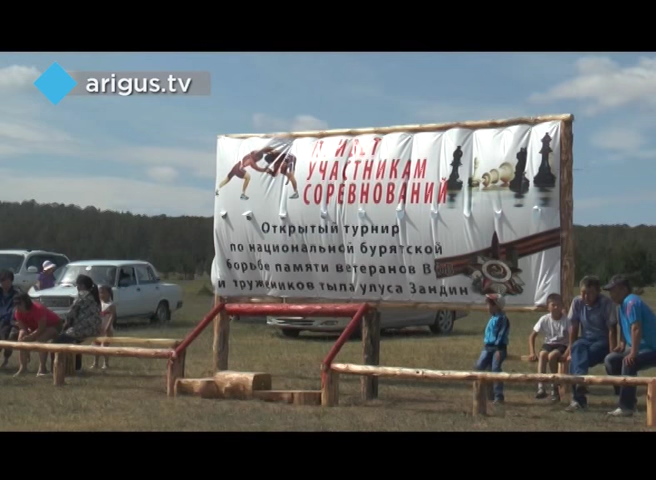 arigus.tv
УЧАСТНИКАМ
СОРЕВНОВАНИЙ
Открытый турнир
по национальной бурятской
борьбе памяти ветеранов В
и тружеников тыла улуса Зандин